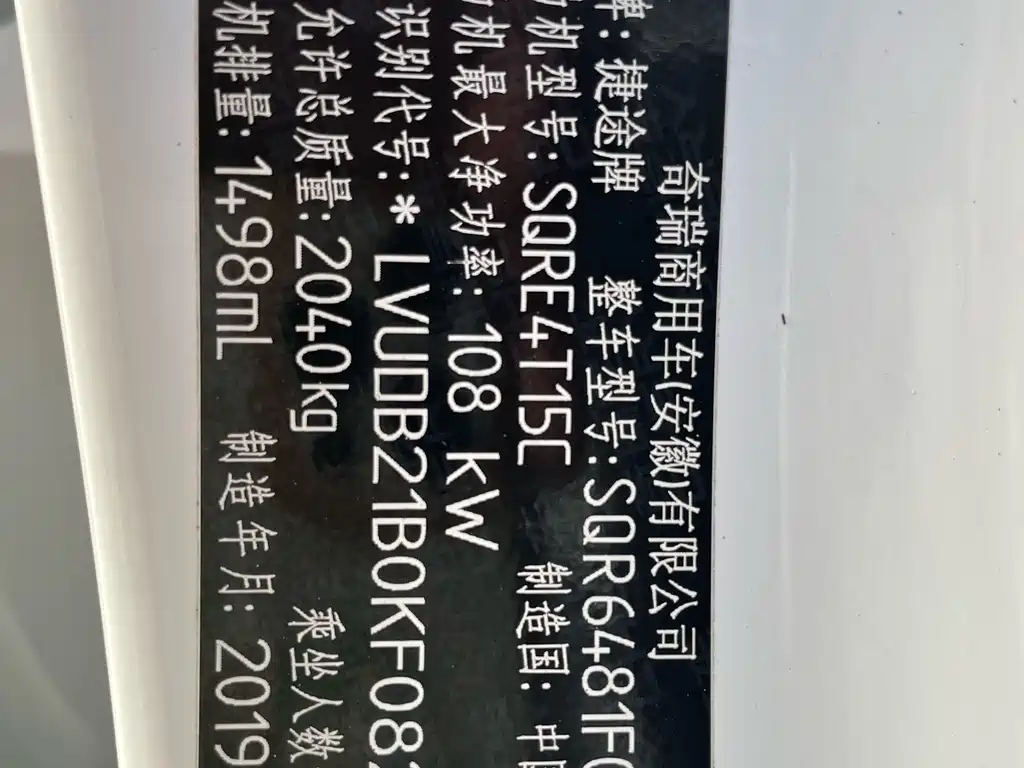 奇瑞商用车(安徽)有限公司
牌: 捷途牌 整车型号: SQR6481F
机型号: SQRE4T15C 制造国: 中
机最大净功率: 108 kW
识别代号: * LVUDB21B0KF08
允许总质量: 2040kg 乘坐人数
机排量: 1498mL 制造年月: 2019